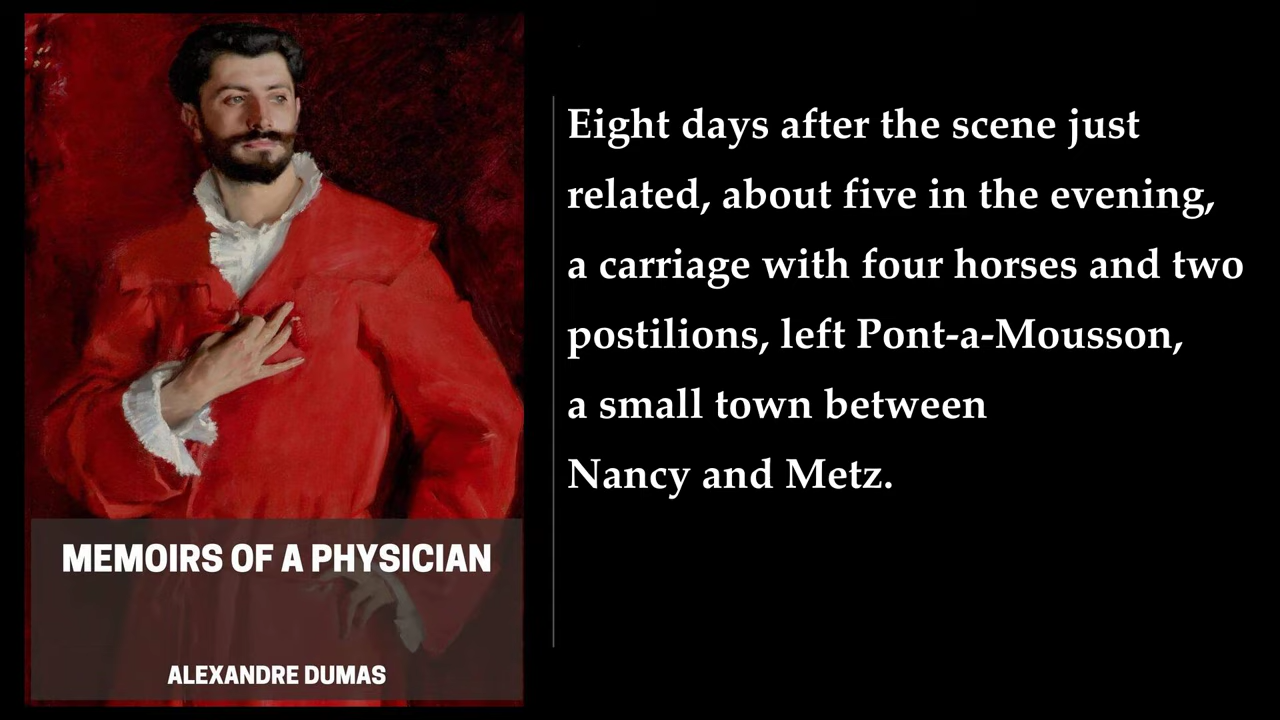 MEMOIRS OF A PHYSICIAN
ALEXANDRE DUMAS
Eight days after the scene just
related, about five in the evening,
a carriage with four horses and two
postilions, left Pont-a-Mousson,
a small town between
Nancy and Metz.